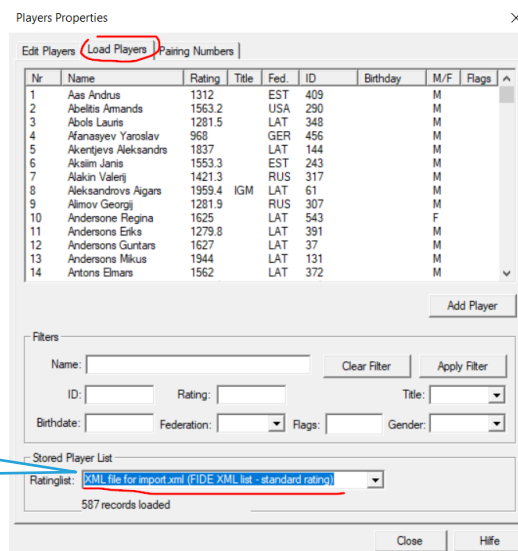 Players Properties
Edit Players Load Players Pairing Numbers
Nr Name Rating Title Fed. ID Birthday M/F Flags
1 Aas Andrus 1312 EST 409 M
2 Abelitis Armands 1563.2 USA 290 M
3 Abols Lauris 1281.5 LAT 348 M
4 Afanasyev Yaroslav 968 GER 456 M
5 Akentjevs Aleksandrs 1837 LAT 144 M
6 Aksiim Janis 1553.3 EST 243 M
7 Alakin Valerij 1421.3 RUS 317 M
8 Aleksandrovs Aigars 1959.4 IGM LAT 61 M
9 Alimov Georgij 1281.9 RUS 307 M
10 Andersone Regina 1625 LAT 543 F
11 Andersons Eriks 1279.8 LAT 391 M
12 Andersons Guntars 1627 LAT 37 M
13 Andersons Mikus 1944 LAT 131 M
14 Antons Elmars 1562 LAT 372 M
Add Player
Filters
Name: Clear Filter Apply Filter
ID: Rating: Title:
Birthdate: Federation: Flags: Gender:
Stored Player List
Ratinglist: XML file for import.xml (FIDE XML list - standard rating)
587 records loaded
Close Hilfe